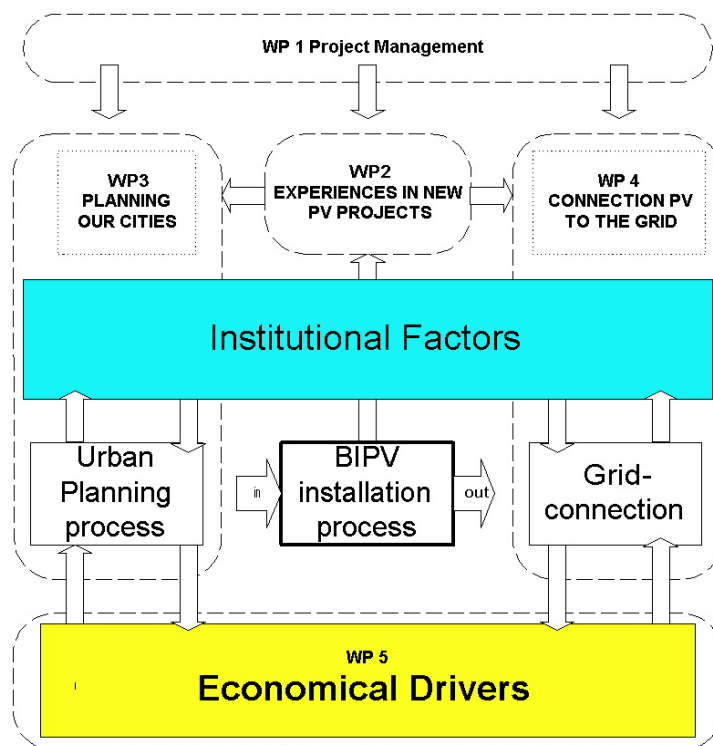 WP 1 Project Management
WP3
PLANNING
OUR CITIES
WP2
EXPERIENCES IN NEW
PV PROJECTS
WP 4
CONNECTION PV
TO THE GRID
Institutional Factors
Urban
Planning
process
in
BIPV
installation
process
out
Grid-
connection
WP 5
Economical Drivers